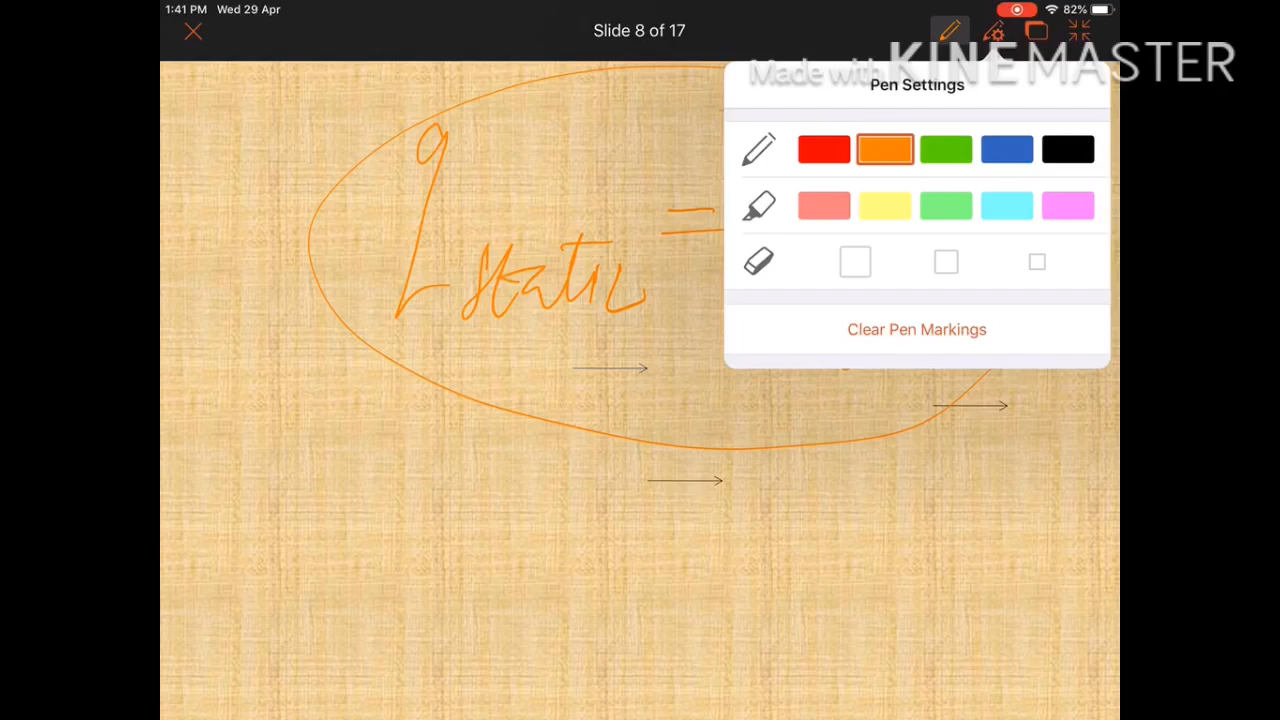 1:41 PM Wed 29 Apr
82%
Slide 8 of 17
Made with KINEMASTER
Pen Settings
static =
Clear Pen Markings